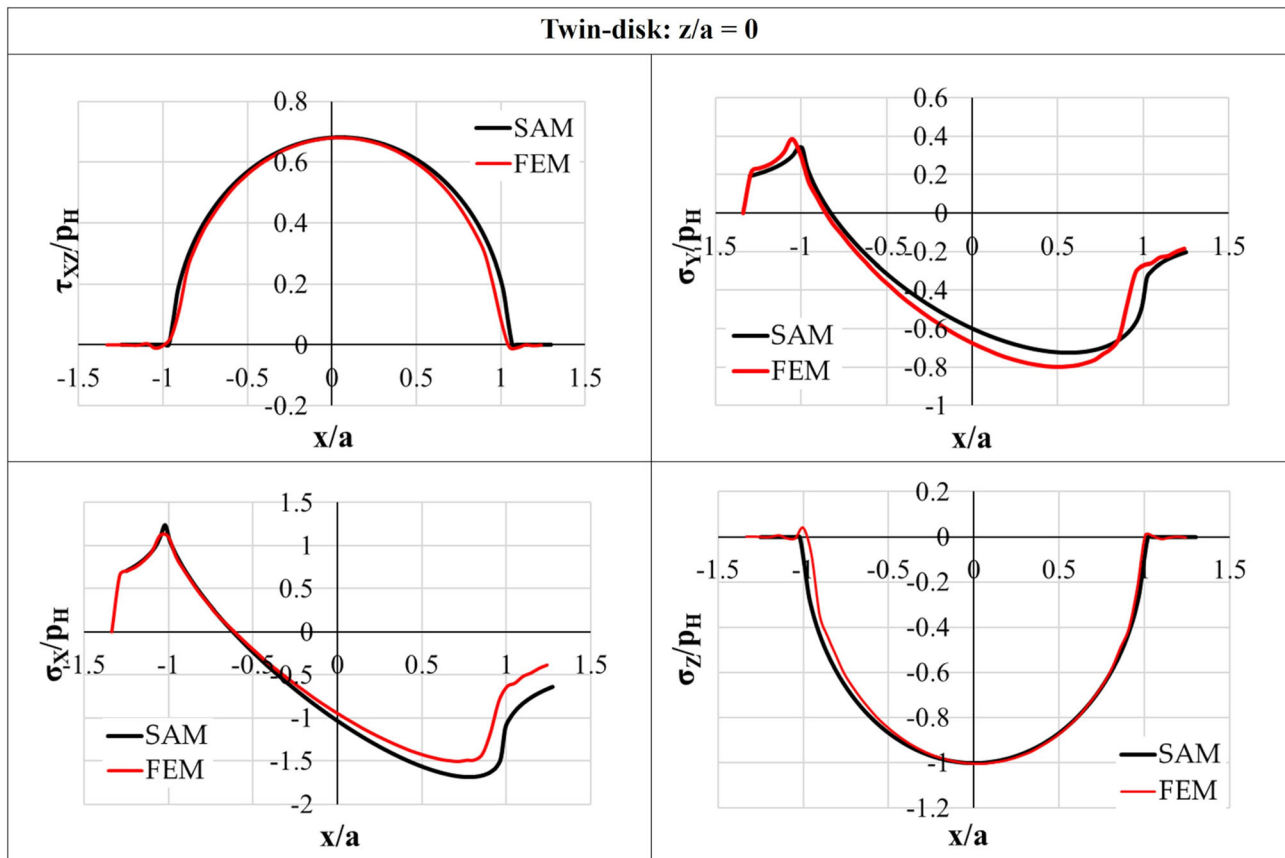 Twin-disk: z/a = 0
0.8
0.6
0.4
0.2
0
-0.2
-1.5 -1 -0.5 0 0.5 1 1.5
τXZ/pH
x/a
SAM
FEM
0.6
0.4
0.2
0
-0.2
-0.4
-0.6
-0.8
-1
-1.5 -1 -0.5 0 0.5 1 1.5
σY/pH
x/a
SAM
FEM
1.5
1
0.5
0
-0.5
-1
-1.5
-2
-1.5 -1 -0.5 0 0.5 1 1.5
σX/pH
x/a
SAM
FEM
0.2
0
-0.2
-0.4
-0.6
-0.8
-1
-1.2
-1.5 -1 -0.5 0 0.5 1 1.5
σZ/pH
x/a
SAM
FEM